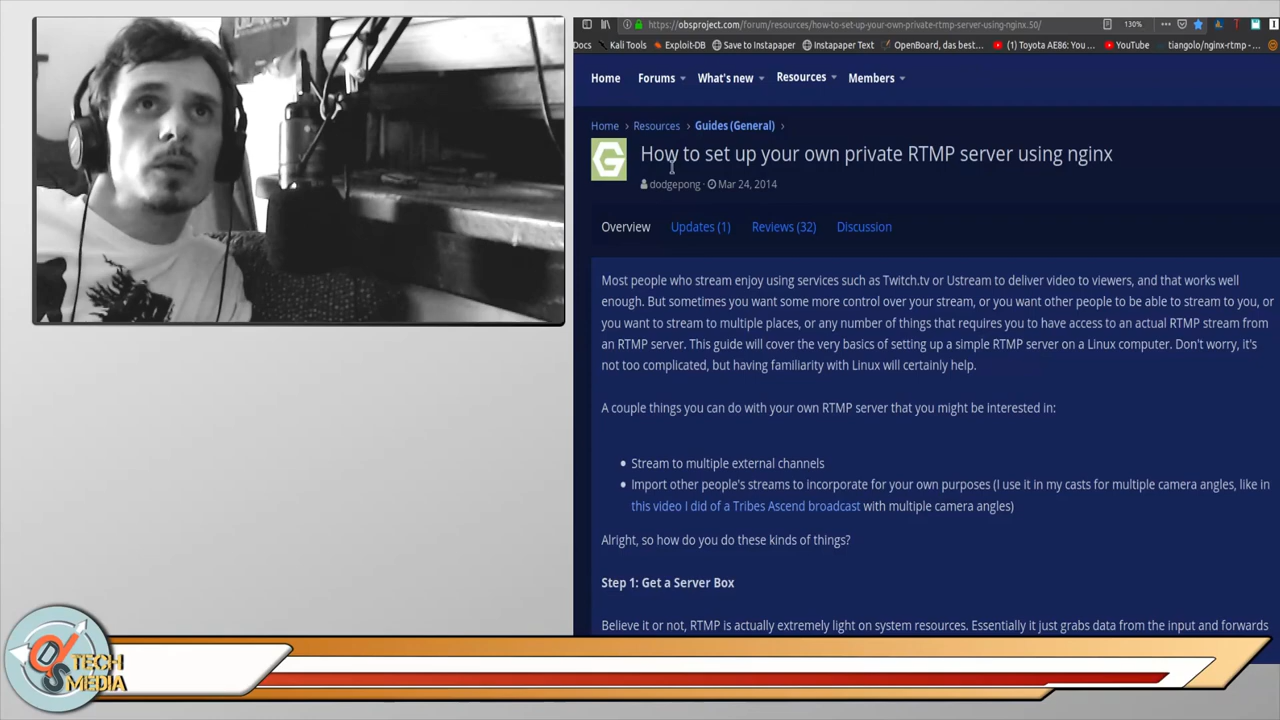 https://obsproject.com/forum/resources/how-to-set-up-your-own-private-rtmp-server-using-nginx.50/
130%
Docs Kali Tools Exploit-DB Save to Instapaper Instapaper Text OpenBoard, das best... (1) Toyota AE86: You ... YouTube tiangolo/nginx-rtmp - ...
Home Forums What's new Resources Members
Home › Resources › Guides (General) ›
How to set up your own private RTMP server using nginx
dodgepong · Mar 24, 2014
Overview Updates (1) Reviews (32) Discussion
Most people who stream enjoy using services such as Twitch.tv or Ustream to deliver video to viewers, and that works well
enough. But sometimes you want some more control over your stream, or you want other people to be able to stream to you, or
you want to stream to multiple places, or any number of things that requires you to have access to an actual RTMP stream from
an RTMP server. This guide will cover the very basics of setting up a simple RTMP server on a Linux computer. Don't worry, it's
not too complicated, but having familiarity with Linux will certainly help.
A couple things you can do with your own RTMP server that you might be interested in:
• Stream to multiple external channels
• Import other people's streams to incorporate for your own purposes (I use it in my casts for multiple camera angles, like in
this video I did of a Tribes Ascend broadcast with multiple camera angles)
Alright, so how do you do these kinds of things?
Step 1: Get a Server Box
Believe it or not, RTMP is actually extremely light on system resources. Essentially it just grabs data from the input and forwards
TECH
MEDIA